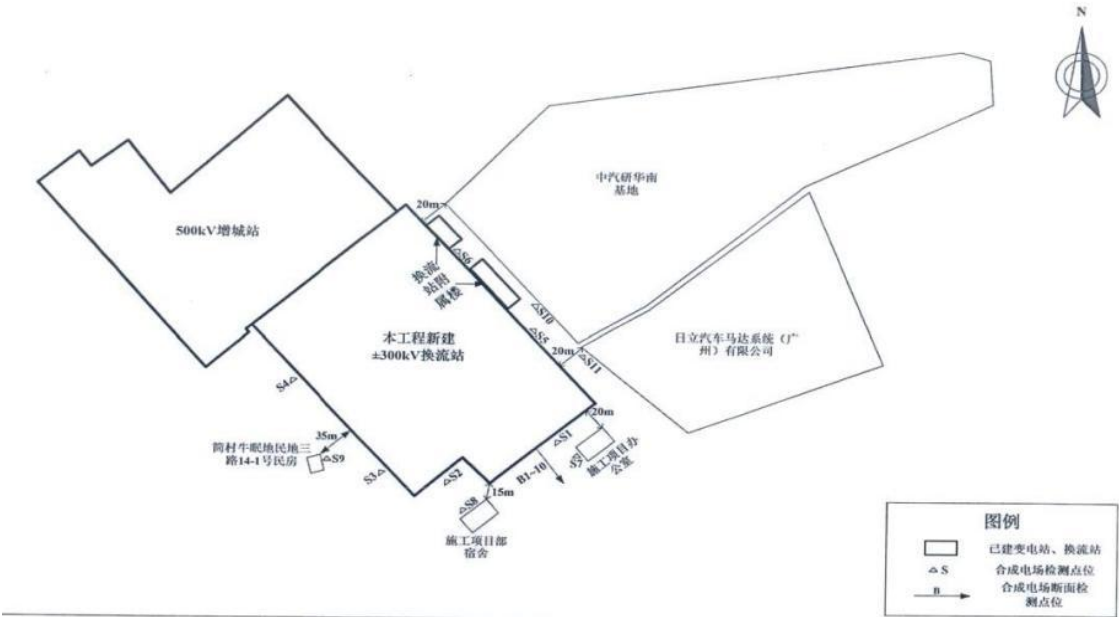 N
中汽研华南
基地
20m
500kV增城站
S6
换流
站附
属楼
S10
S5
本工程新建
±300kV换流站
日立汽车马达系统（广
州）有限公司
20m
S11
S4
20m
35m
简村牛眠地民地三
路14-1号民房
S9
S1
S7
施工项目办
公室
S3
S2
B1~10
15m
S8
施工项目部
宿舍
图例
已建变电站、换流站
S
合成电场检测点位
B
合成电场断面检
测点位